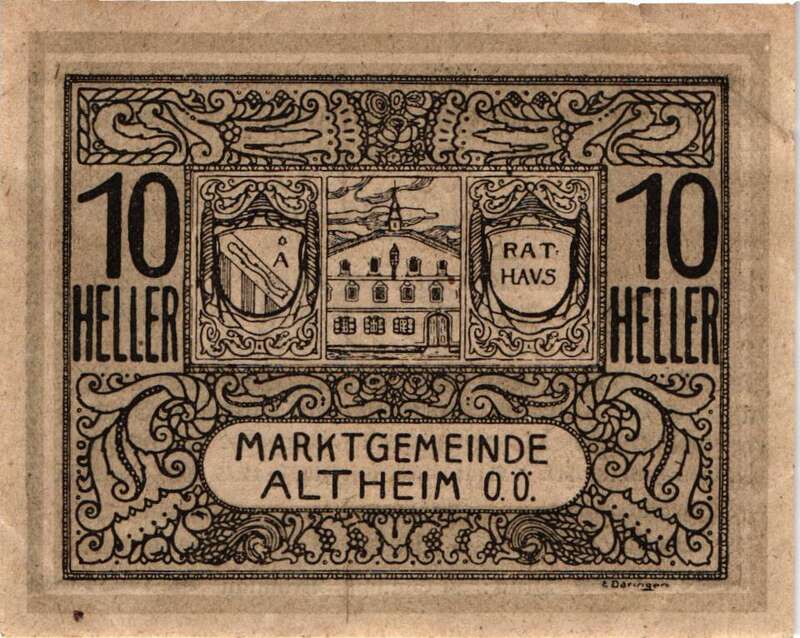 10
HELLER
A
RAT-
HAVS
10
HELLER
MARKTGEMEINDE
ALTHEIM O.Ö.